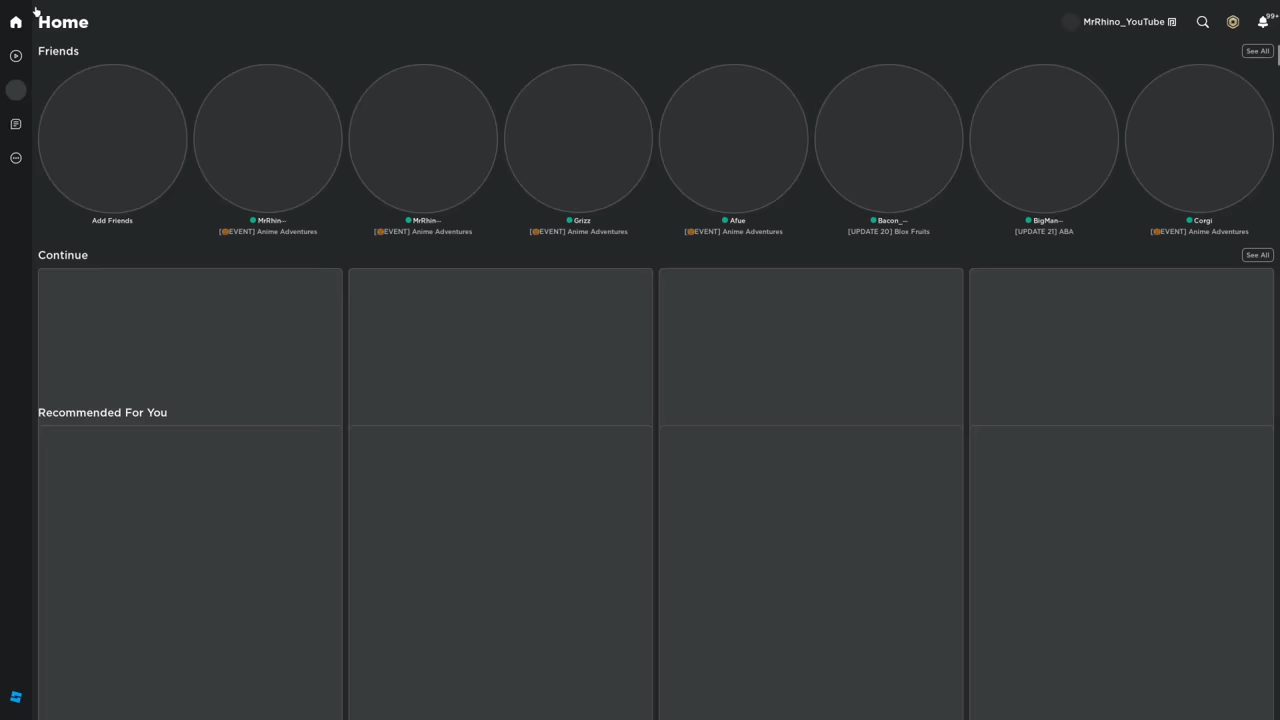 Home
MrRhino_YouTube
99+
Friends
See All
Add Friends
MrRhin...
[🎃EVENT] Anime Adventures
MrRhin...
[🎃EVENT] Anime Adventures
Grizz
[🎃EVENT] Anime Adventures
Afue
[🎃EVENT] Anime Adventures
Bacon_...
[UPDATE 20] Blox Fruits
BigMan...
[UPDATE 21] ABA
Corgi
[🎃EVENT] Anime Adventures
Continue
See All
Recommended For You